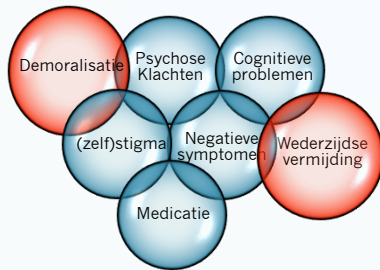 Demoralisatie
Psychose
Klachten
Cognitieve
problemen
(zelf)stigma
Negatieve
symptomen
Wederzijdse
vermijding
Medicatie